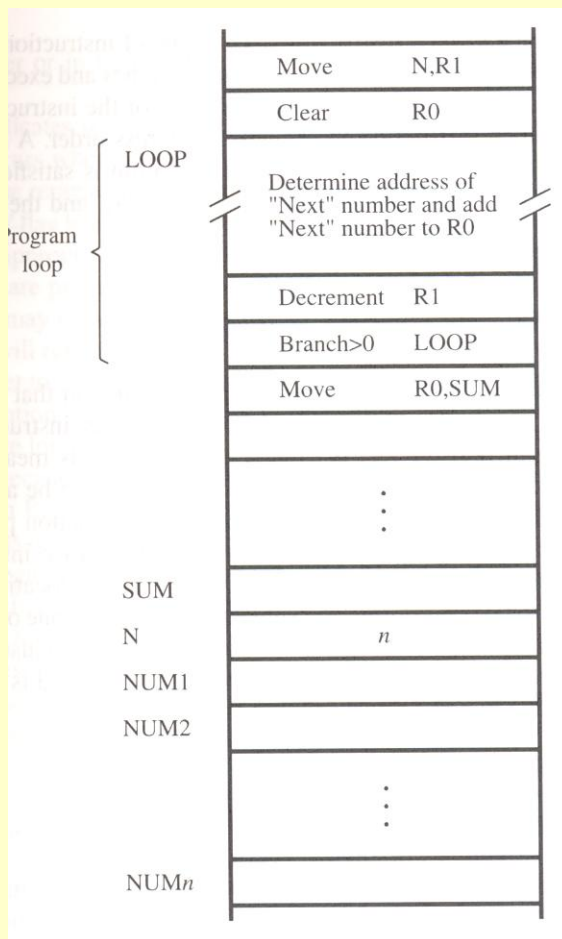 Move N,R1
Clear R0
LOOP
Determine address of
"Next" number and add
"Next" number to R0
Program
loop
Decrement R1
Branch>0 LOOP
Move R0,SUM
SUM
N n
NUM1
NUM2
NUMn